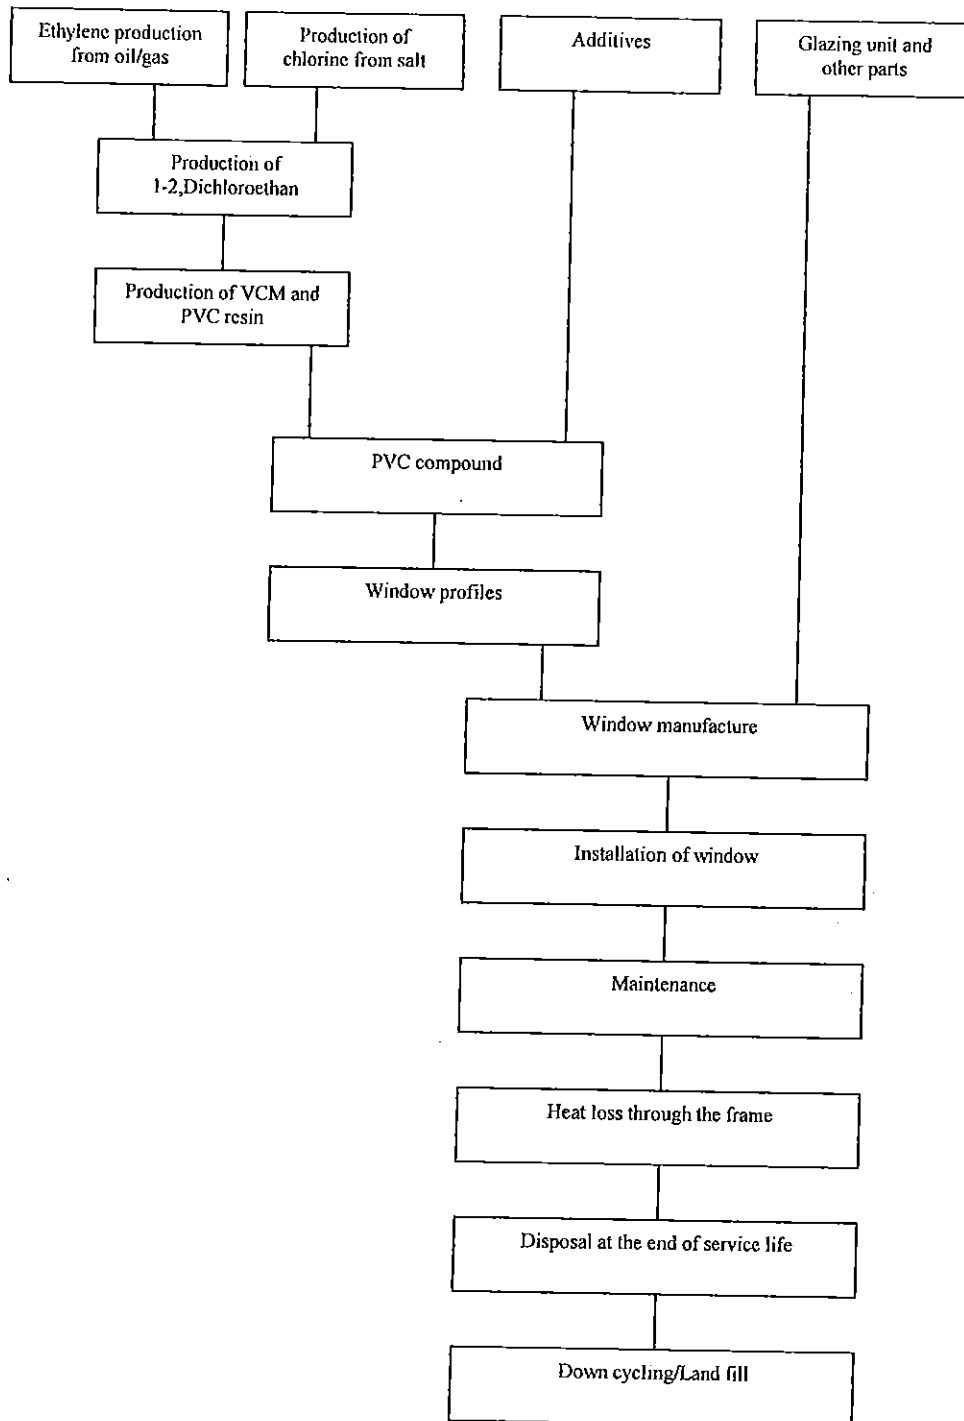 Ethylene production
from oil/gas
Production of
chlorine from salt
Additives
Glazing unit and
other parts
Production of
1-2,Dichloroethan
Production of VCM and
PVC resin
PVC compound
Window profiles
Window manufacture
Installation of window
Maintenance
Heat loss through the frame
Disposal at the end of service life
Down cycling/Land fill